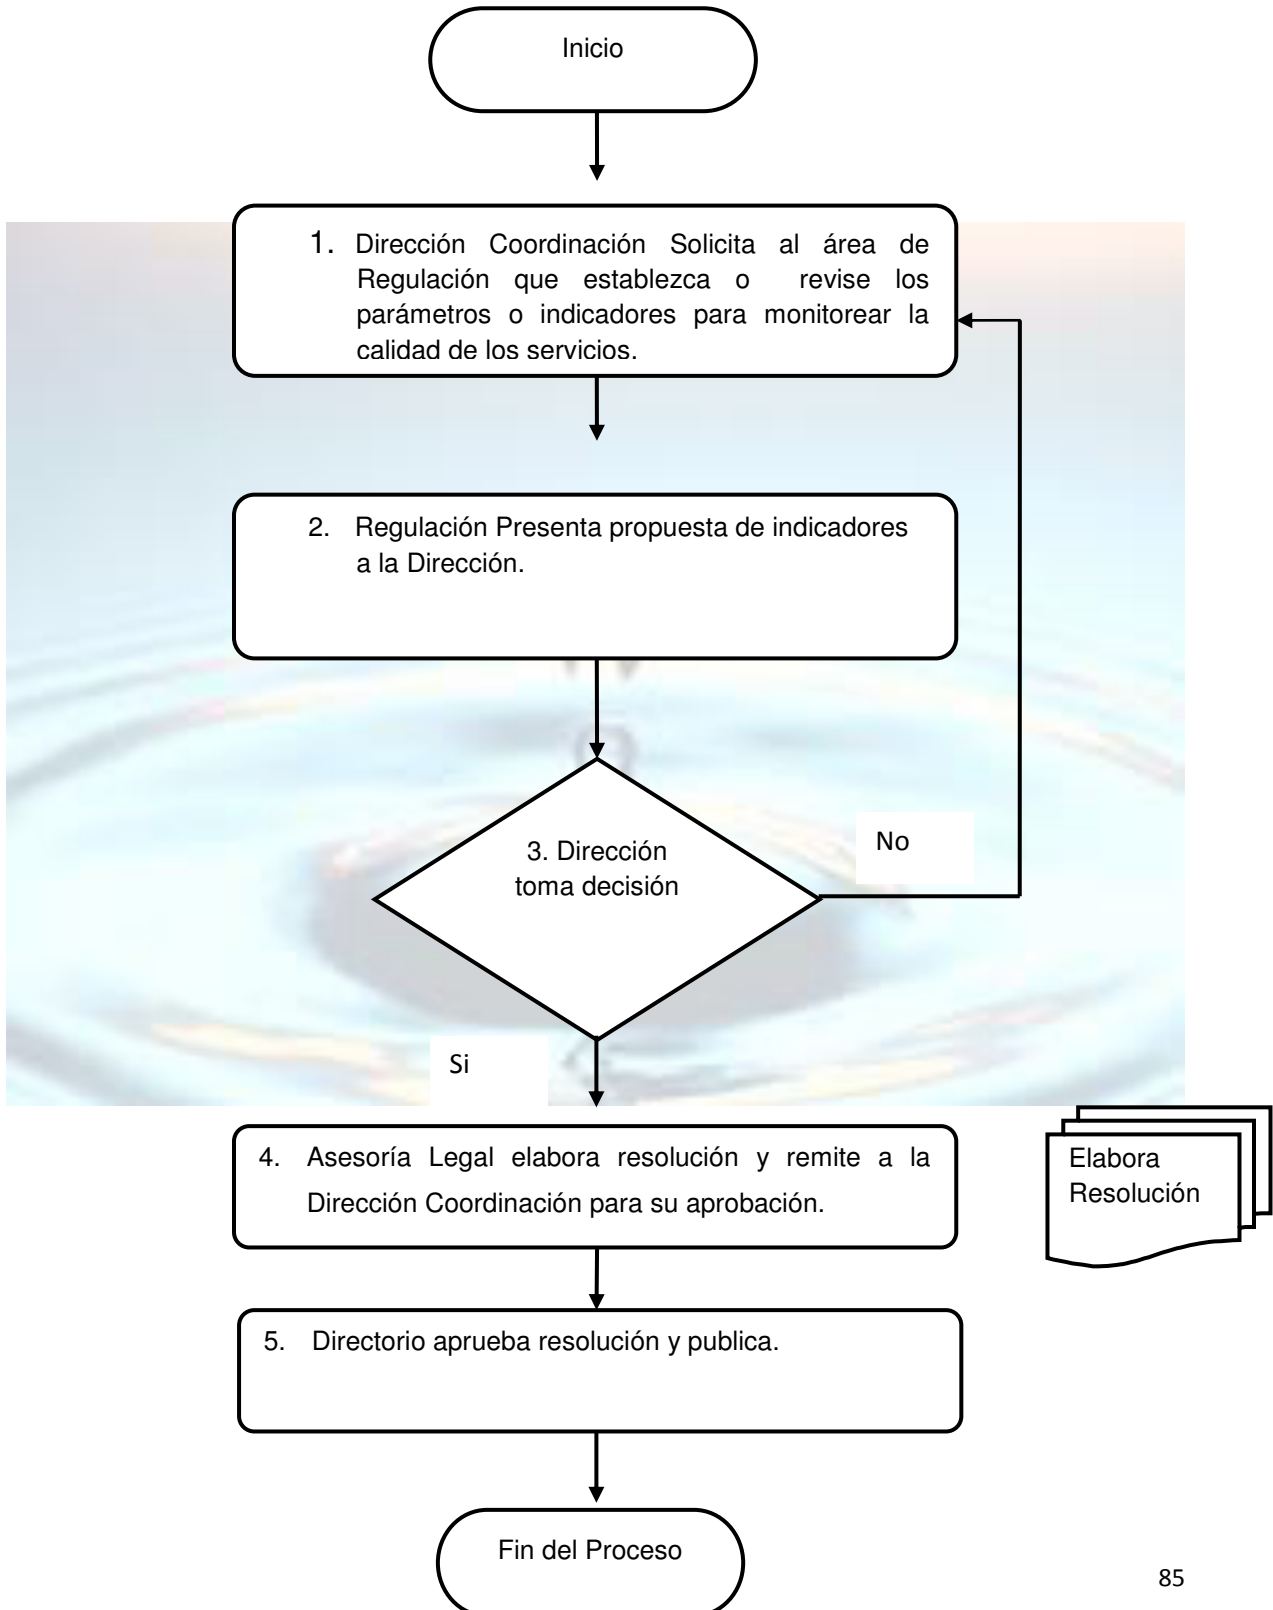 Inicio
1. Dirección Coordinación Solicita al área de
Regulación que establezca o revise los
parámetros o indicadores para monitorear la
calidad de los servicios.
2. Regulación Presenta propuesta de indicadores
a la Dirección.
3. Dirección
toma decisión
No
Si
4. Asesoría Legal elabora resolución y remite a la
Dirección Coordinación para su aprobación.
Elabora
Resolución
5. Directorio aprueba resolución y publica.
Fin del Proceso
85